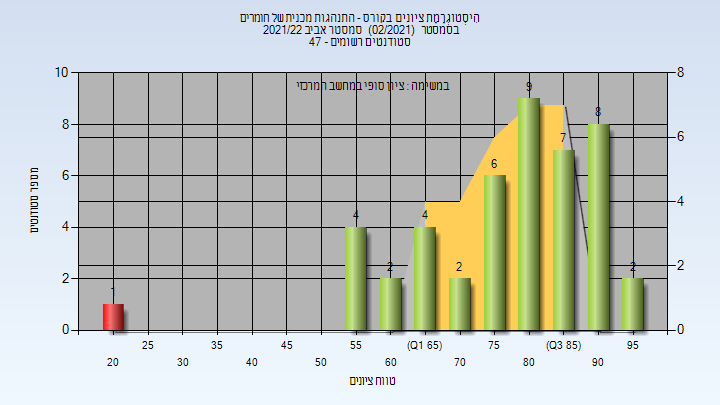 היסטוגרמת ציונים בקורס - התנהגות מכנית של חומרים
בסמסטר (02/2021) סמסטר אביב 2021/22
סטודנטים רשומים - 47
במשימה : ציון סופי במחשב המרכזי
10 8 6 4 2 0
8 6 4 2 0
מספר סטודנטים
1 4 2 4 2 6 9 7 8 2
25 35 45 55 (Q1 65) 75 (Q3 85) 95
20 30 40 50 60 70 80 90
טווח ציונים